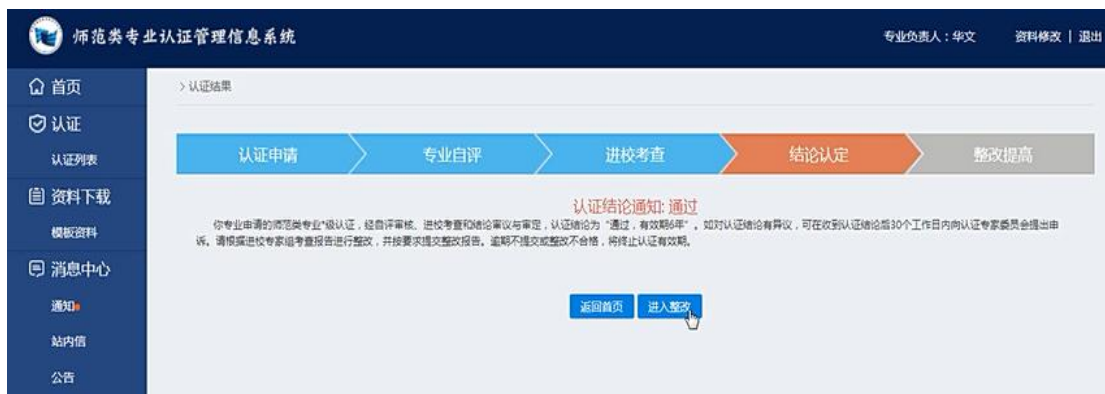 师范类专业认证管理信息系统
专业负责人：华文 资料修改 | 退出
首页
认证
认证列表
资料下载
模板资料
消息中心
通知
站内信
公告
> 认证结果
认证申请
专业自评
进校考查
结论认定
整改提高
认证结论通知: 通过
你专业申请的师范类专业*级认证，经自评审核、进校考查和结论审议与审定，认证结论为“通过，有效期6年”。如对认证结论有异议，可在收到认证结论后30个工作日内向认证专家委员会提出申
诉。请根据进校专家组考查报告进行整改，并按要求提交整改报告。逾期不提交或整改不合格，将终止认证有效期。
返回首页
进入整改